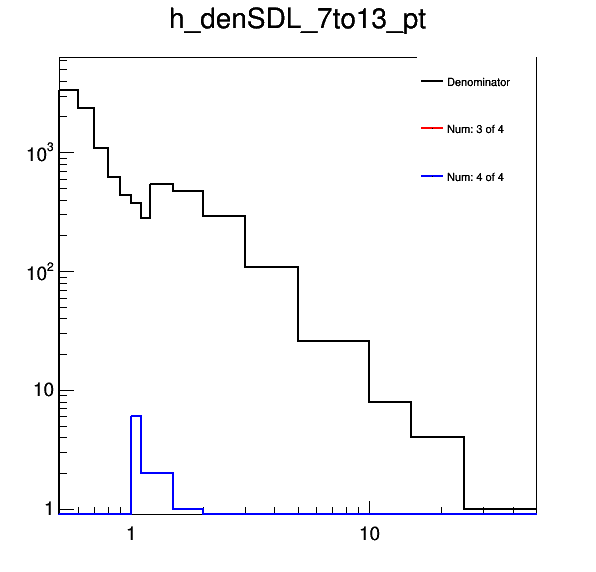 h_denSDL_7to13_pt
Denominator
Num: 3 of 4
Num: 4 of 4
10³
10²
10
1
1
10